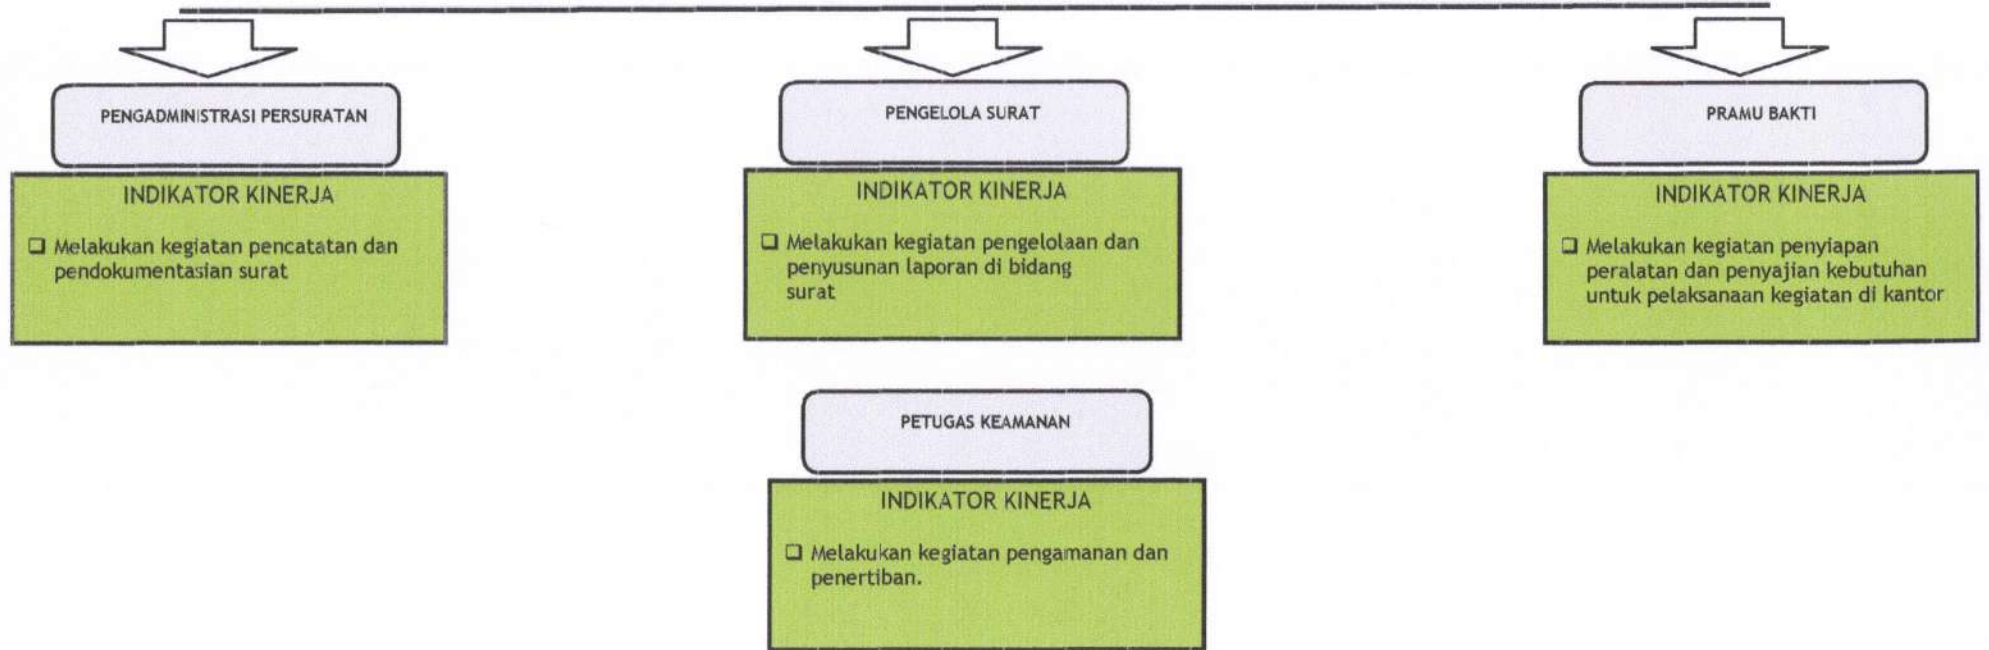 PENGADMINISTRASI PERSURATAN
INDIKATOR KINERJA
❑ Melakukan kegiatan pencatatan dan
pendokumentasian surat
PENGELOLA SURAT
INDIKATOR KINERJA
❑ Melakukan kegiatan pengelolaan dan
penyusunan laporan di bidang
surat
PRAMU BAKTI
INDIKATOR KINERJA
❑ Melakukan kegiatan penyiapan
peralatan dan penyajian kebutuhan
untuk pelaksanaan kegiatan di kantor
PETUGAS KEAMANAN
INDIKATOR KINERJA
❑ Melakukan kegiatan pengamanan dan
penertiban.